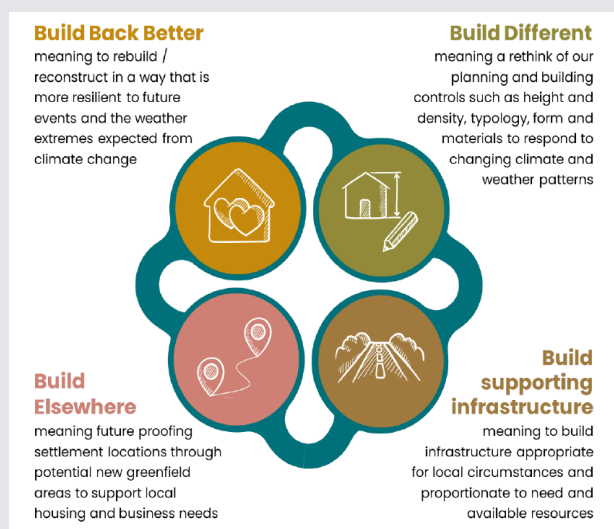 Build Back Better
meaning to rebuild /
reconstruct in a way that is
more resilient to future
events and the weather
extremes expected from
climate change
Build Different
meaning a rethink of our
planning and building
controls such as height and
density, typology, form and
materials to respond to
changing climate and
weather patterns
Build
Elsewhere
meaning future proofing
settlement locations through
potential new greenfield
areas to support local
housing and business needs
Build
supporting
infrastructure
meaning to build
infrastructure appropriate
for local circumstances and
proportionate to need and
available resources